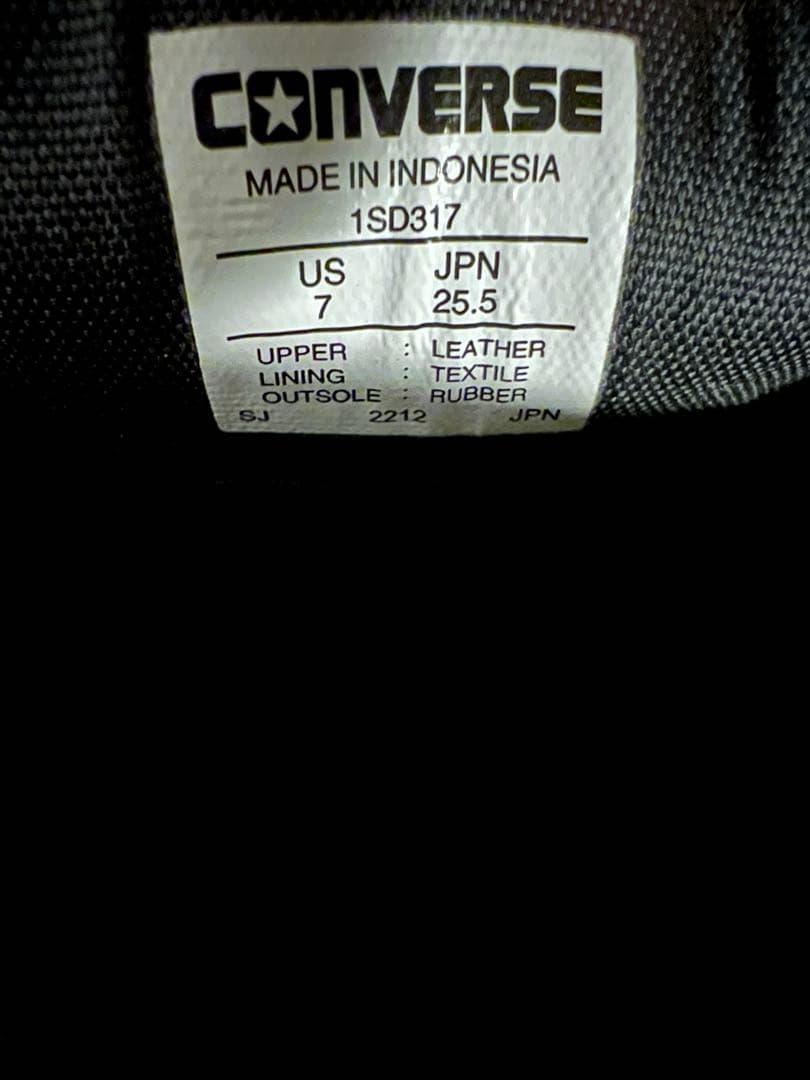 CONVERSE
MADE IN INDONESIA
1SD317
US JPN
7 25.5
UPPER : LEATHER
LINING : TEXTILE
OUTSOLE : RUBBER
SJ 2212 JPN